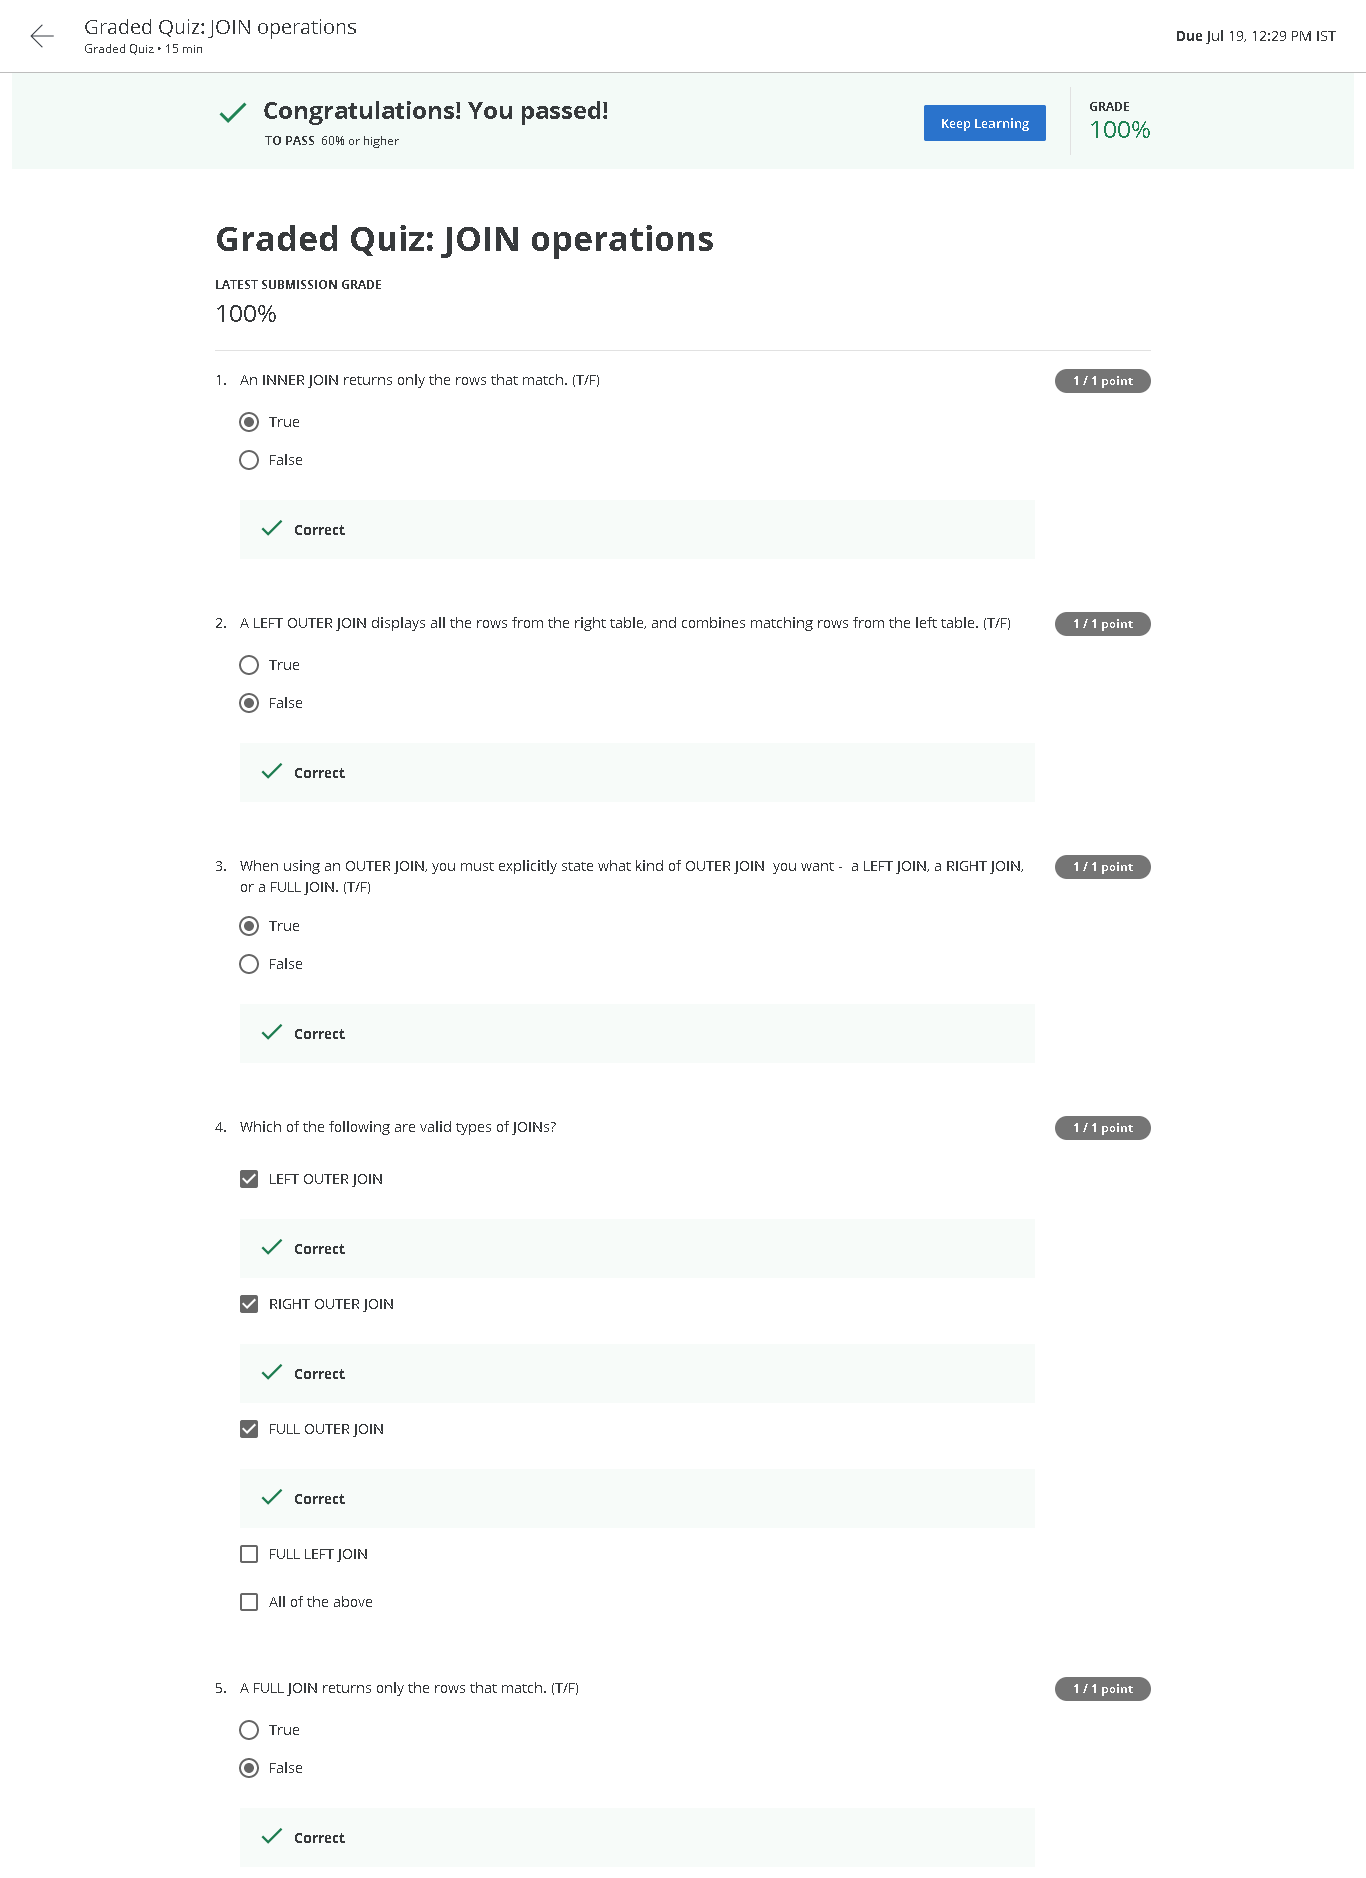 Graded Quiz: JOIN operations
Graded Quiz • 15 min
Due Jul 19, 12:29 PM IST
Congratulations! You passed!
TO PASS 60% or higher
Keep Learning
GRADE
100%
Graded Quiz: JOIN operations
LATEST SUBMISSION GRADE
100%
1. An INNER JOIN returns only the rows that match. (T/F)
1 / 1 point
True
False
Correct
2. A LEFT OUTER JOIN displays all the rows from the right table, and combines matching rows from the left table. (T/F)
1 / 1 point
True
False
Correct
3. When using an OUTER JOIN, you must explicitly state what kind of OUTER JOIN you want - a LEFT JOIN, a RIGHT JOIN,
or a FULL JOIN. (T/F)
1 / 1 point
True
False
Correct
4. Which of the following are valid types of JOINs?
1 / 1 point
LEFT OUTER JOIN
Correct
RIGHT OUTER JOIN
Correct
FULL OUTER JOIN
Correct
FULL LEFT JOIN
All of the above
5. A FULL JOIN returns only the rows that match. (T/F)
1 / 1 point
True
False
Correct